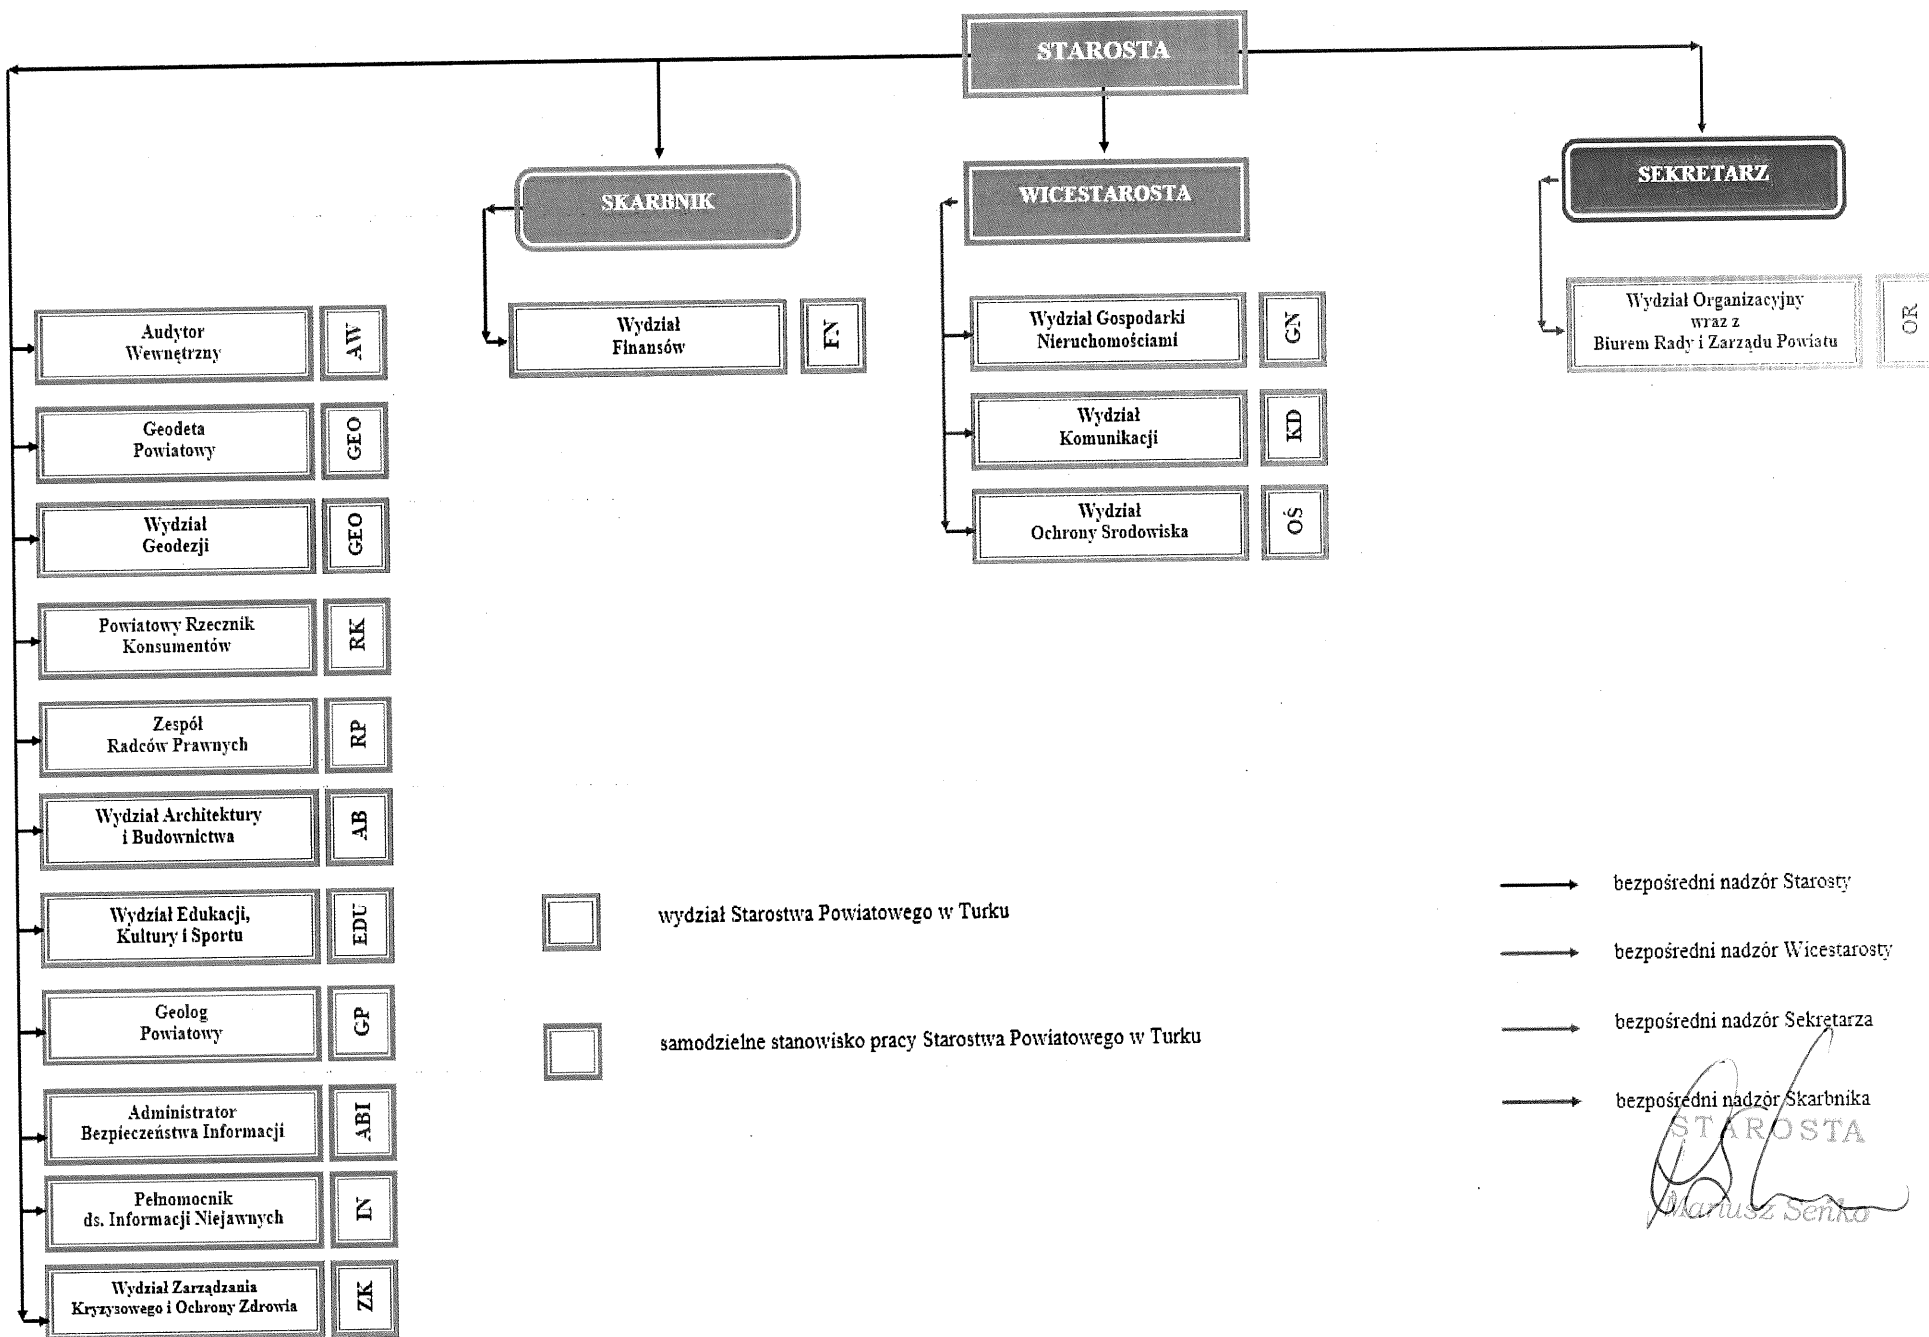 STAROSTA
SKARBNIK
WICESTAROSTA
SEKRETARZ
Audytor
Wewnętrzny
AW
Geodeta
Powiatowy
GEO
Wydział
Geodezji
GEO
Powiatowy Rzecznik
Konsumentów
RK
Zespół
Radców Prawnych
RP
Wydział Architektury
i Budownictwa
AB
Wydział Edukacji,
Kultury i Sportu
EDU
Geolog
Powiatowy
GP
Administrator
Bezpieczeństwa Informacji
ABI
Pełnomocnik
ds. Informacji Niejawnych
IN
Wydział Zarządzania
Kryzysowego i Ochrony Zdrowia
ZK
Wydział
Finansów
FN
Wydział Gospodarki
Nieruchomościami
GN
Wydział
Komunikacji
KD
Wydział
Ochrony Srodowiska
OŚ
Wydział Organizacyjny
wraz z
Biurem Rady i Zarządu Powiatu
OR
wydział Starostwa Powiatowego w Turku
samodzielne stanowisko pracy Starostwa Powiatowego w Turku
bezpośredni nadzór Starosty
bezpośredni nadzór Wicestarosty
bezpośredni nadzór Sekretarza
bezpośredni nadzór Skarbnika
STAROSTA
Mariusz Seńko